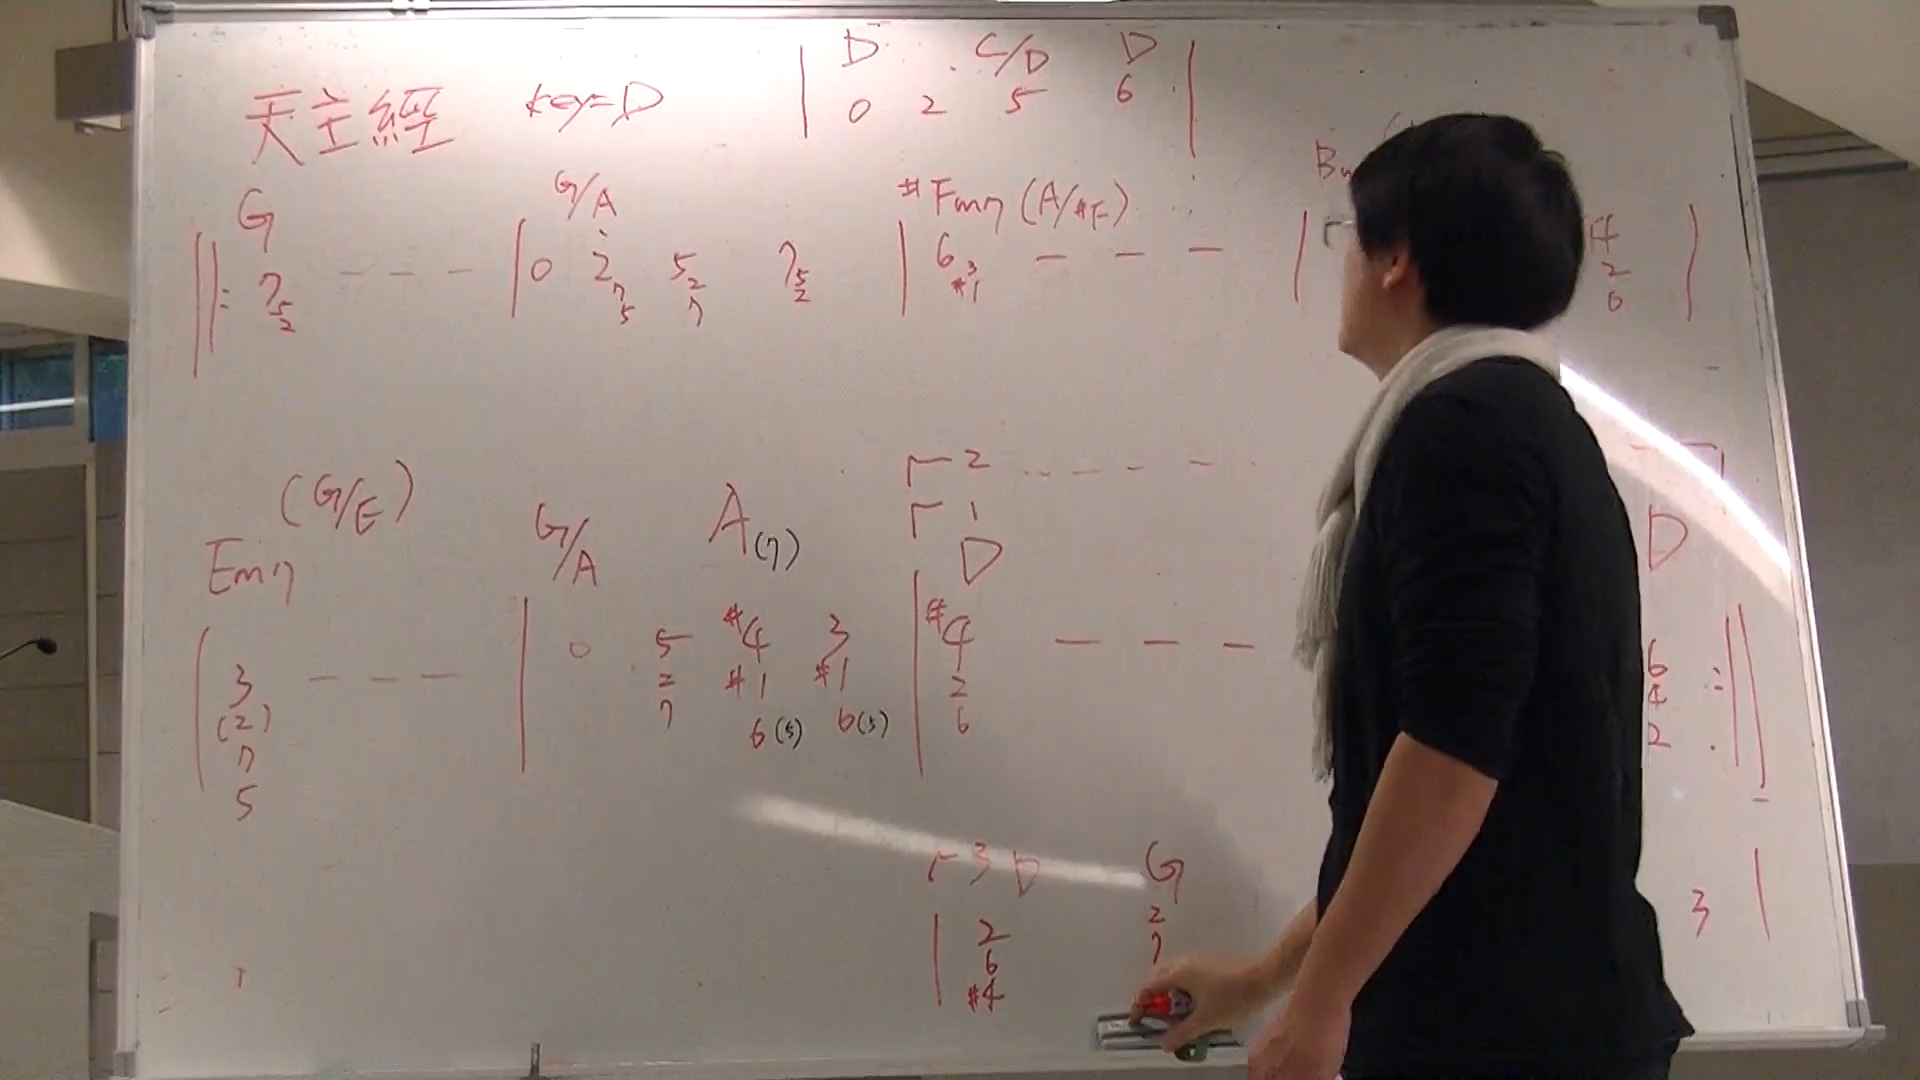 D C/D D
天主經 key=D | 0 2 5 6 |
G G/A #Fm7 (A/#F)
‖: 7 5 2 - - - | 0 2̇ 7 5 5 2 7 7 5 2 | 6 3 #1 - - - | 4 2 6 |
┌ 2 - - - -
(G/E) G/A A(7) ┌ 1
Em7 D D
| 3 (2) 7 5 - - - | 0 5 2 7 #4 #1 6(5) 3 #1 6(5) | #4 2 6 - - - 6 4 2 :‖
┌ 3 D G
| 2 6 #4 2 7 3 |